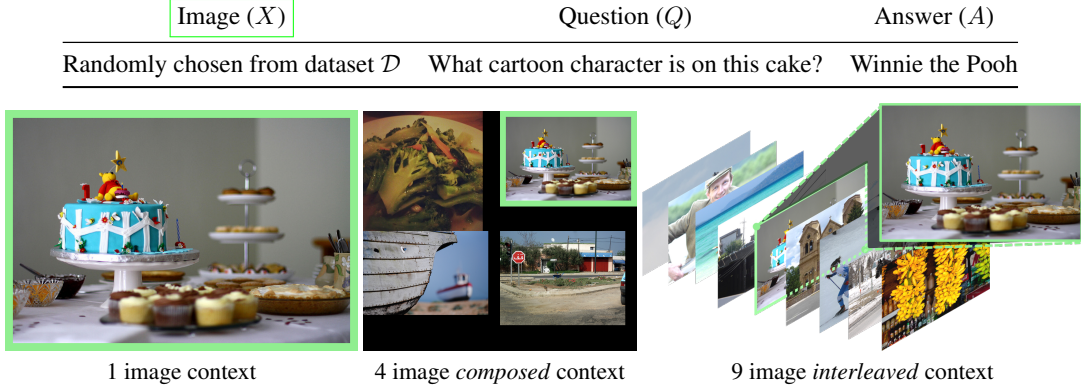 Image (X) Question (Q) Answer (A)
Randomly chosen from dataset D What cartoon character is on this cake? Winnie the Pooh
1 image context 4 image composed context 9 image interleaved context